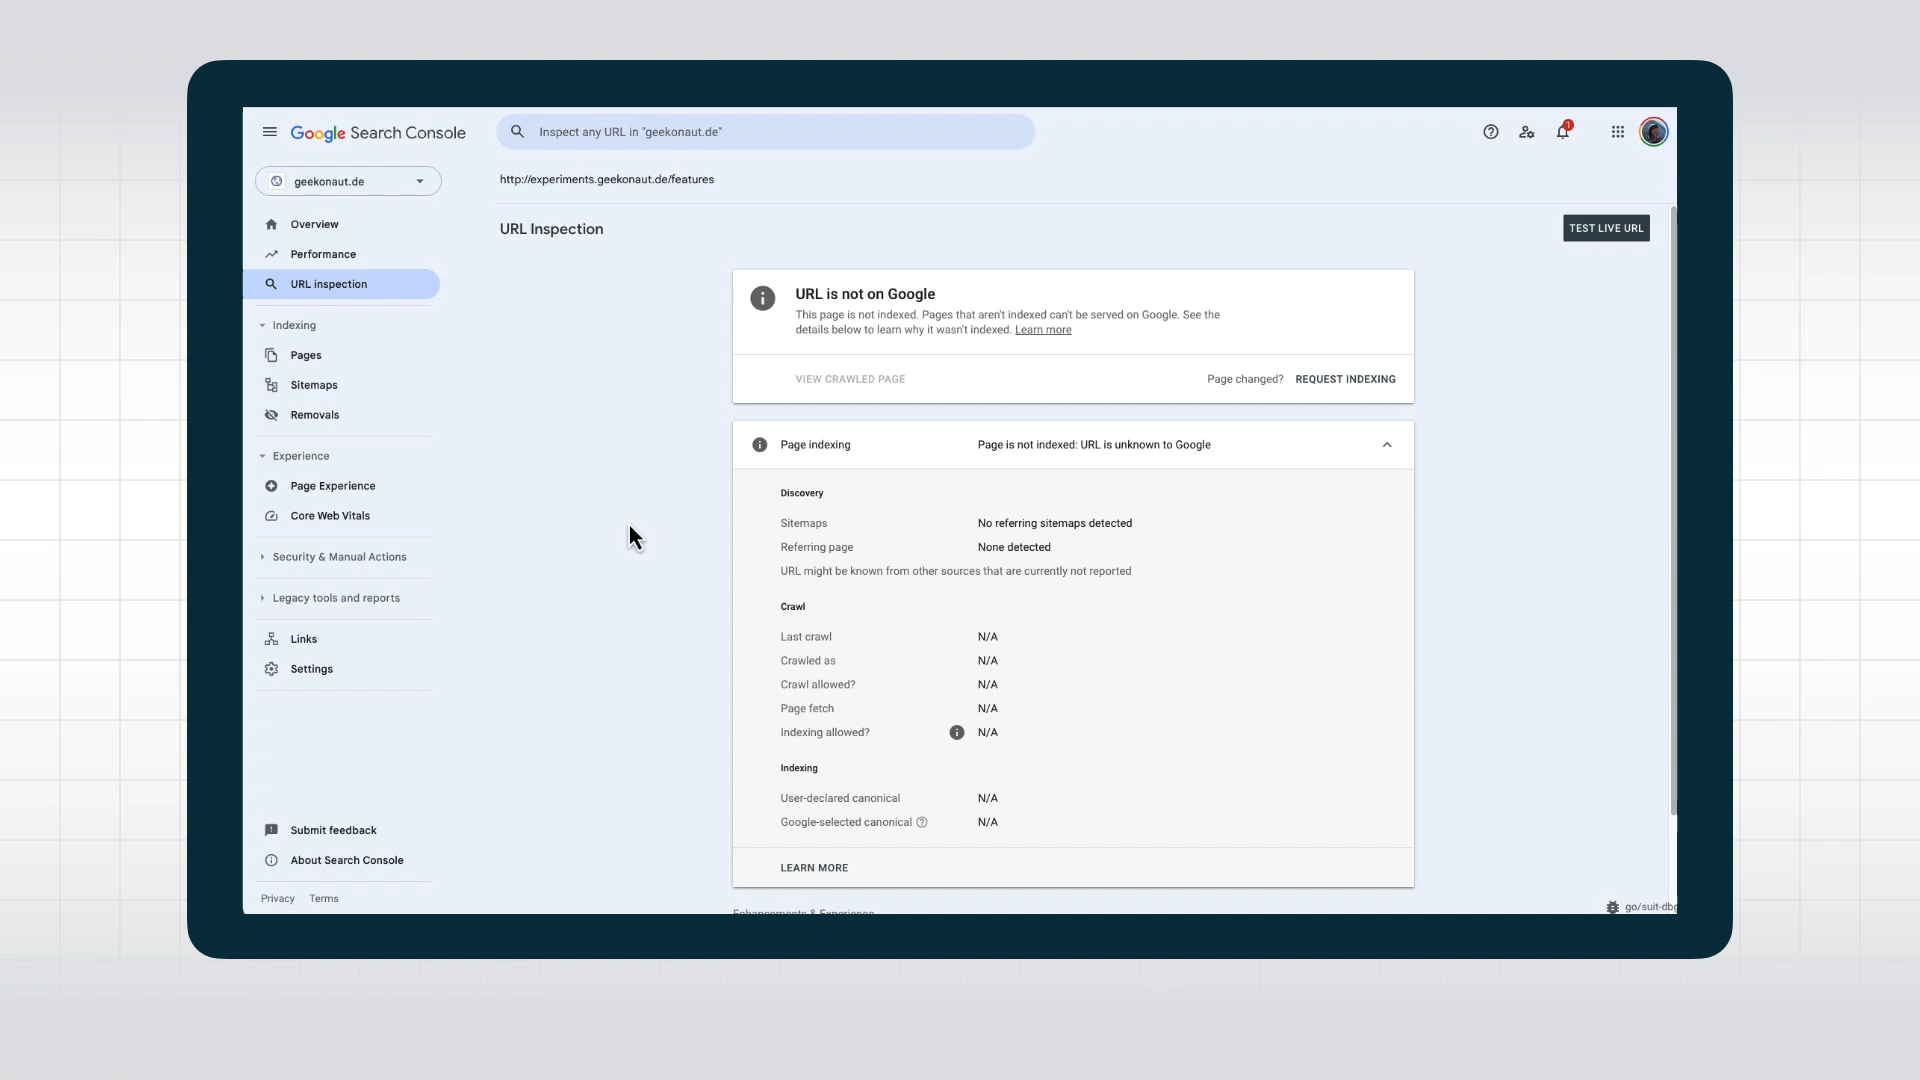 Google Search Console
Inspect any URL in "geekonaut.de"
1
geekonaut.de
http://experiments.geekonaut.de/features
Overview
Performance
URL inspection
Indexing
Pages
Sitemaps
Removals
Experience
Page Experience
Core Web Vitals
Security & Manual Actions
Legacy tools and reports
Links
Settings
Submit feedback
About Search Console
Privacy Terms
URL Inspection
TEST LIVE URL
URL is not on Google
This page is not indexed. Pages that aren't indexed can't be served on Google. See the
details below to learn why it wasn't indexed. Learn more
VIEW CRAWLED PAGE
Page changed? REQUEST INDEXING
Page indexing Page is not indexed: URL is unknown to Google
Discovery
Sitemaps No referring sitemaps detected
Referring page None detected
URL might be known from other sources that are currently not reported
Crawl
Last crawl N/A
Crawled as N/A
Crawl allowed? N/A
Page fetch N/A
Indexing allowed? N/A
Indexing
User-declared canonical N/A
Google-selected canonical N/A
LEARN MORE
Enhancements & Experience
go/suit-dbg